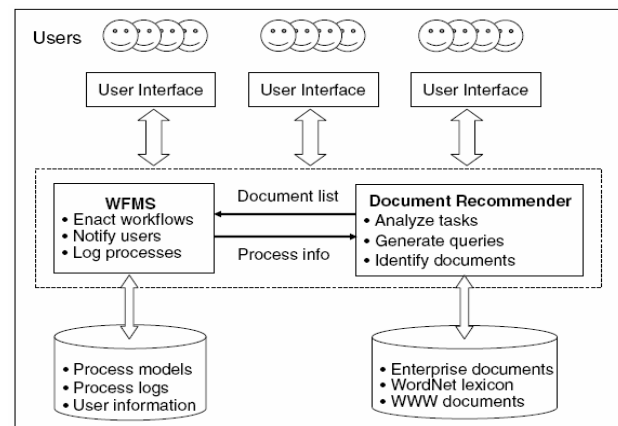 Users
User Interface
User Interface
User Interface
WFMS
• Enact workflows
• Notify users
• Log processes
Document list
Process info
Document Recommender
• Analyze tasks
• Generate queries
• Identify documents
• Process models
• Process logs
• User information
• Enterprise documents
• WordNet lexicon
• WWW documents